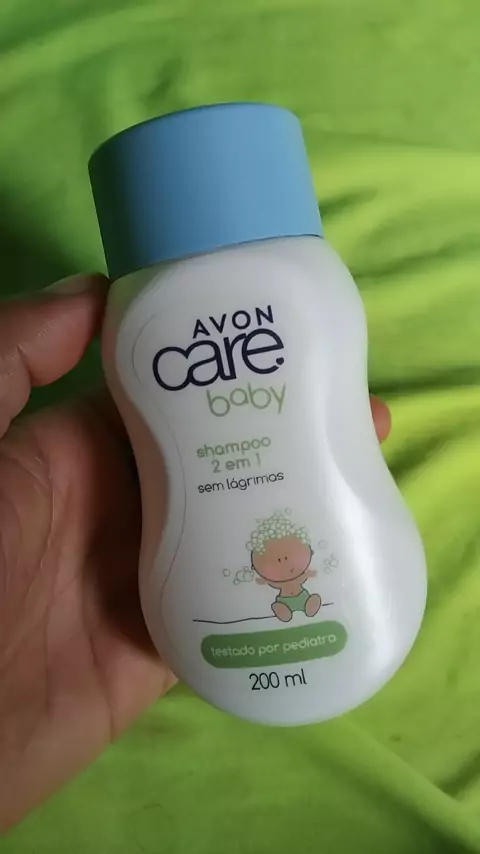 AVON
care.
baby
shampoo
2 em 1
sem lágrimas
testado por pediatra
200 ml